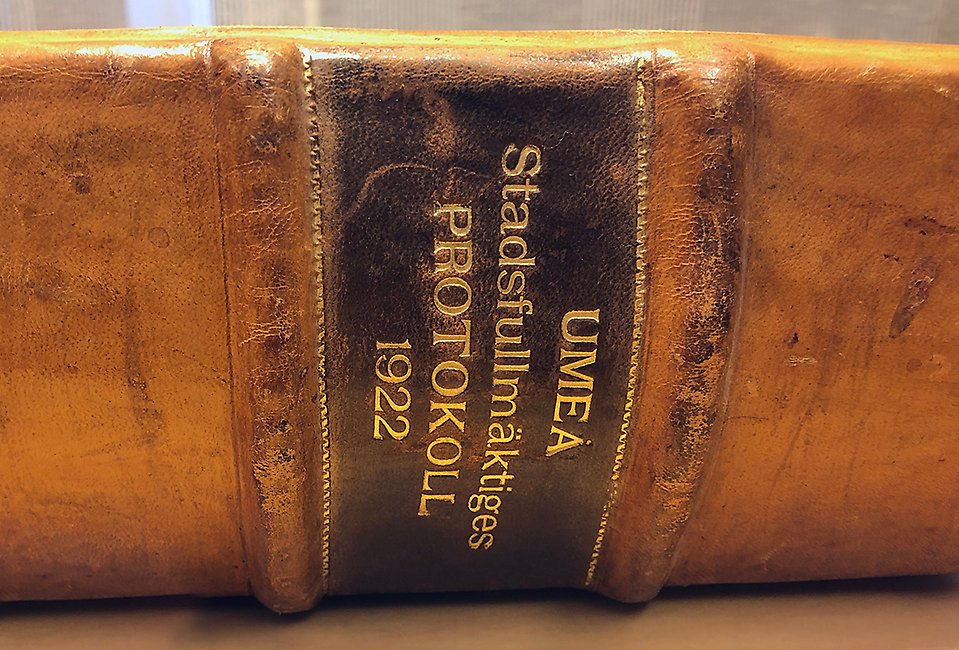 UMEÅ
Stadsfullmäktiges
PROTOKOLL
1922